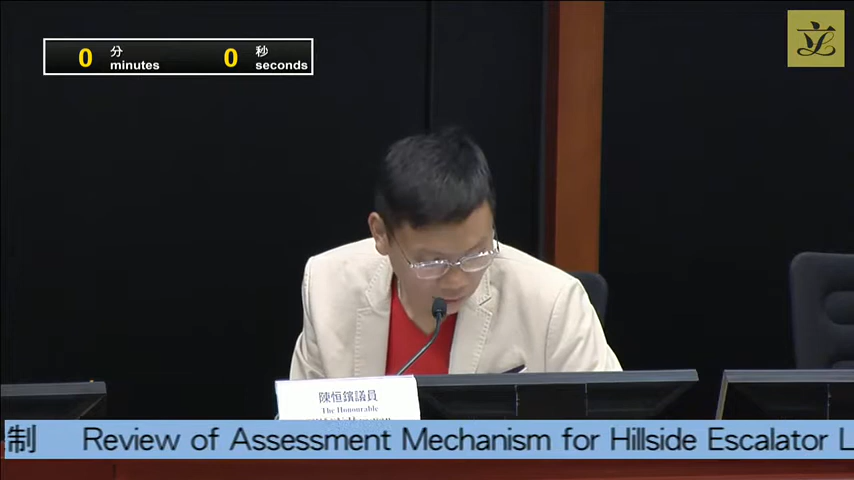 0 分 minutes 0 秒 seconds
立
陳恒鑌議員
The Honourable
制 Review of Assessment Mechanism for Hillside Escalator L